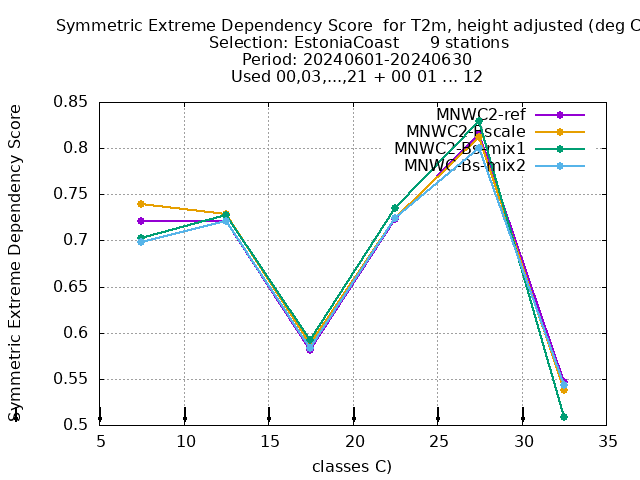 Symmetric Extreme Dependency Score for T2m, height adjusted (deg C
Selection: EstoniaCoast 9 stations
Period: 20240601-20240630
Used 00,03,...,21 + 00 01 ... 12
Symmetric Extreme Dependency Score
0.85
0.8
0.75
0.7
0.65
0.6
0.55
0.5
MNWC2-ref
MNWC2-Bscale
MNWC2-Bs-mix1
MNWC-Bs-mix2
5 10 15 20 25 30 35
classes C)